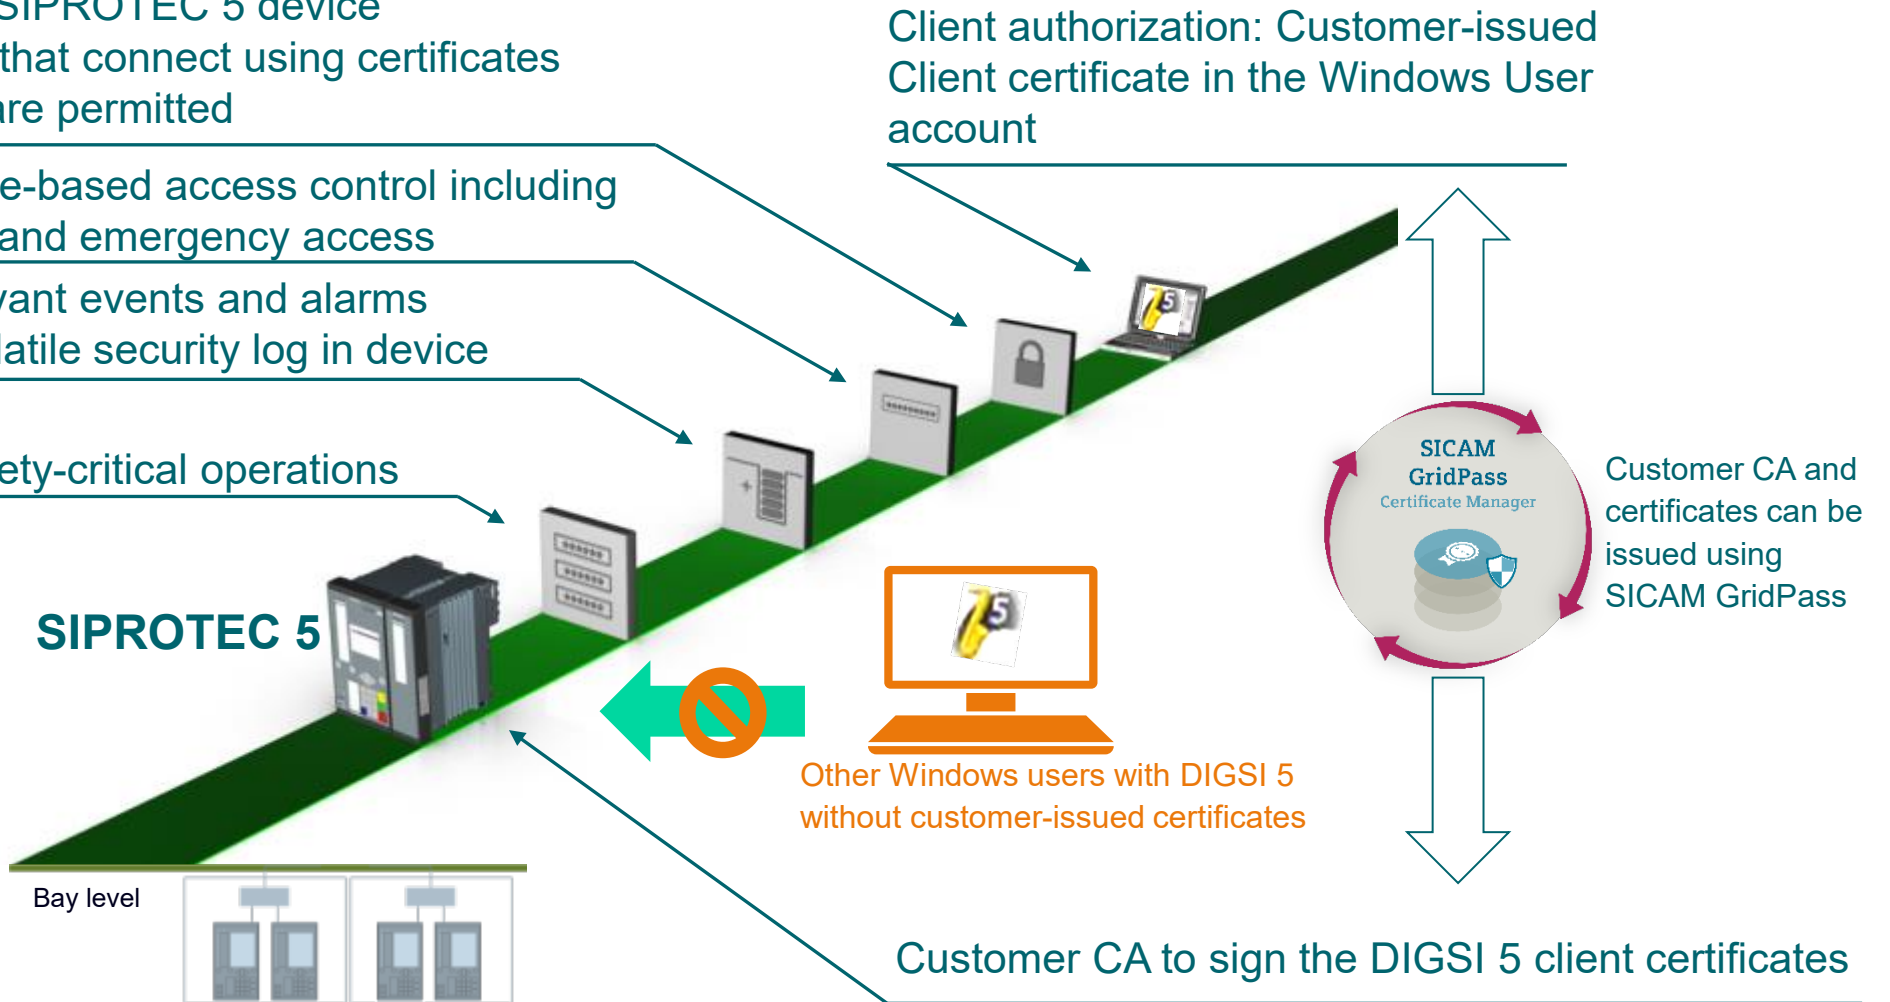 SIPROTEC 5 device
that connect using certificates
are permitted
Client authorization: Customer-issued
Client certificate in the Windows User
account
e-based access control including
and emergency access
vant events and alarms
latile security log in device
ety-critical operations
SIPROTEC 5
5
SICAM
GridPass
Certificate Manager
Customer CA and
certificates can be
issued using
SICAM GridPass
5
Other Windows users with DIGSI 5
without customer-issued certificates
Bay level
Customer CA to sign the DIGSI 5 client certificates